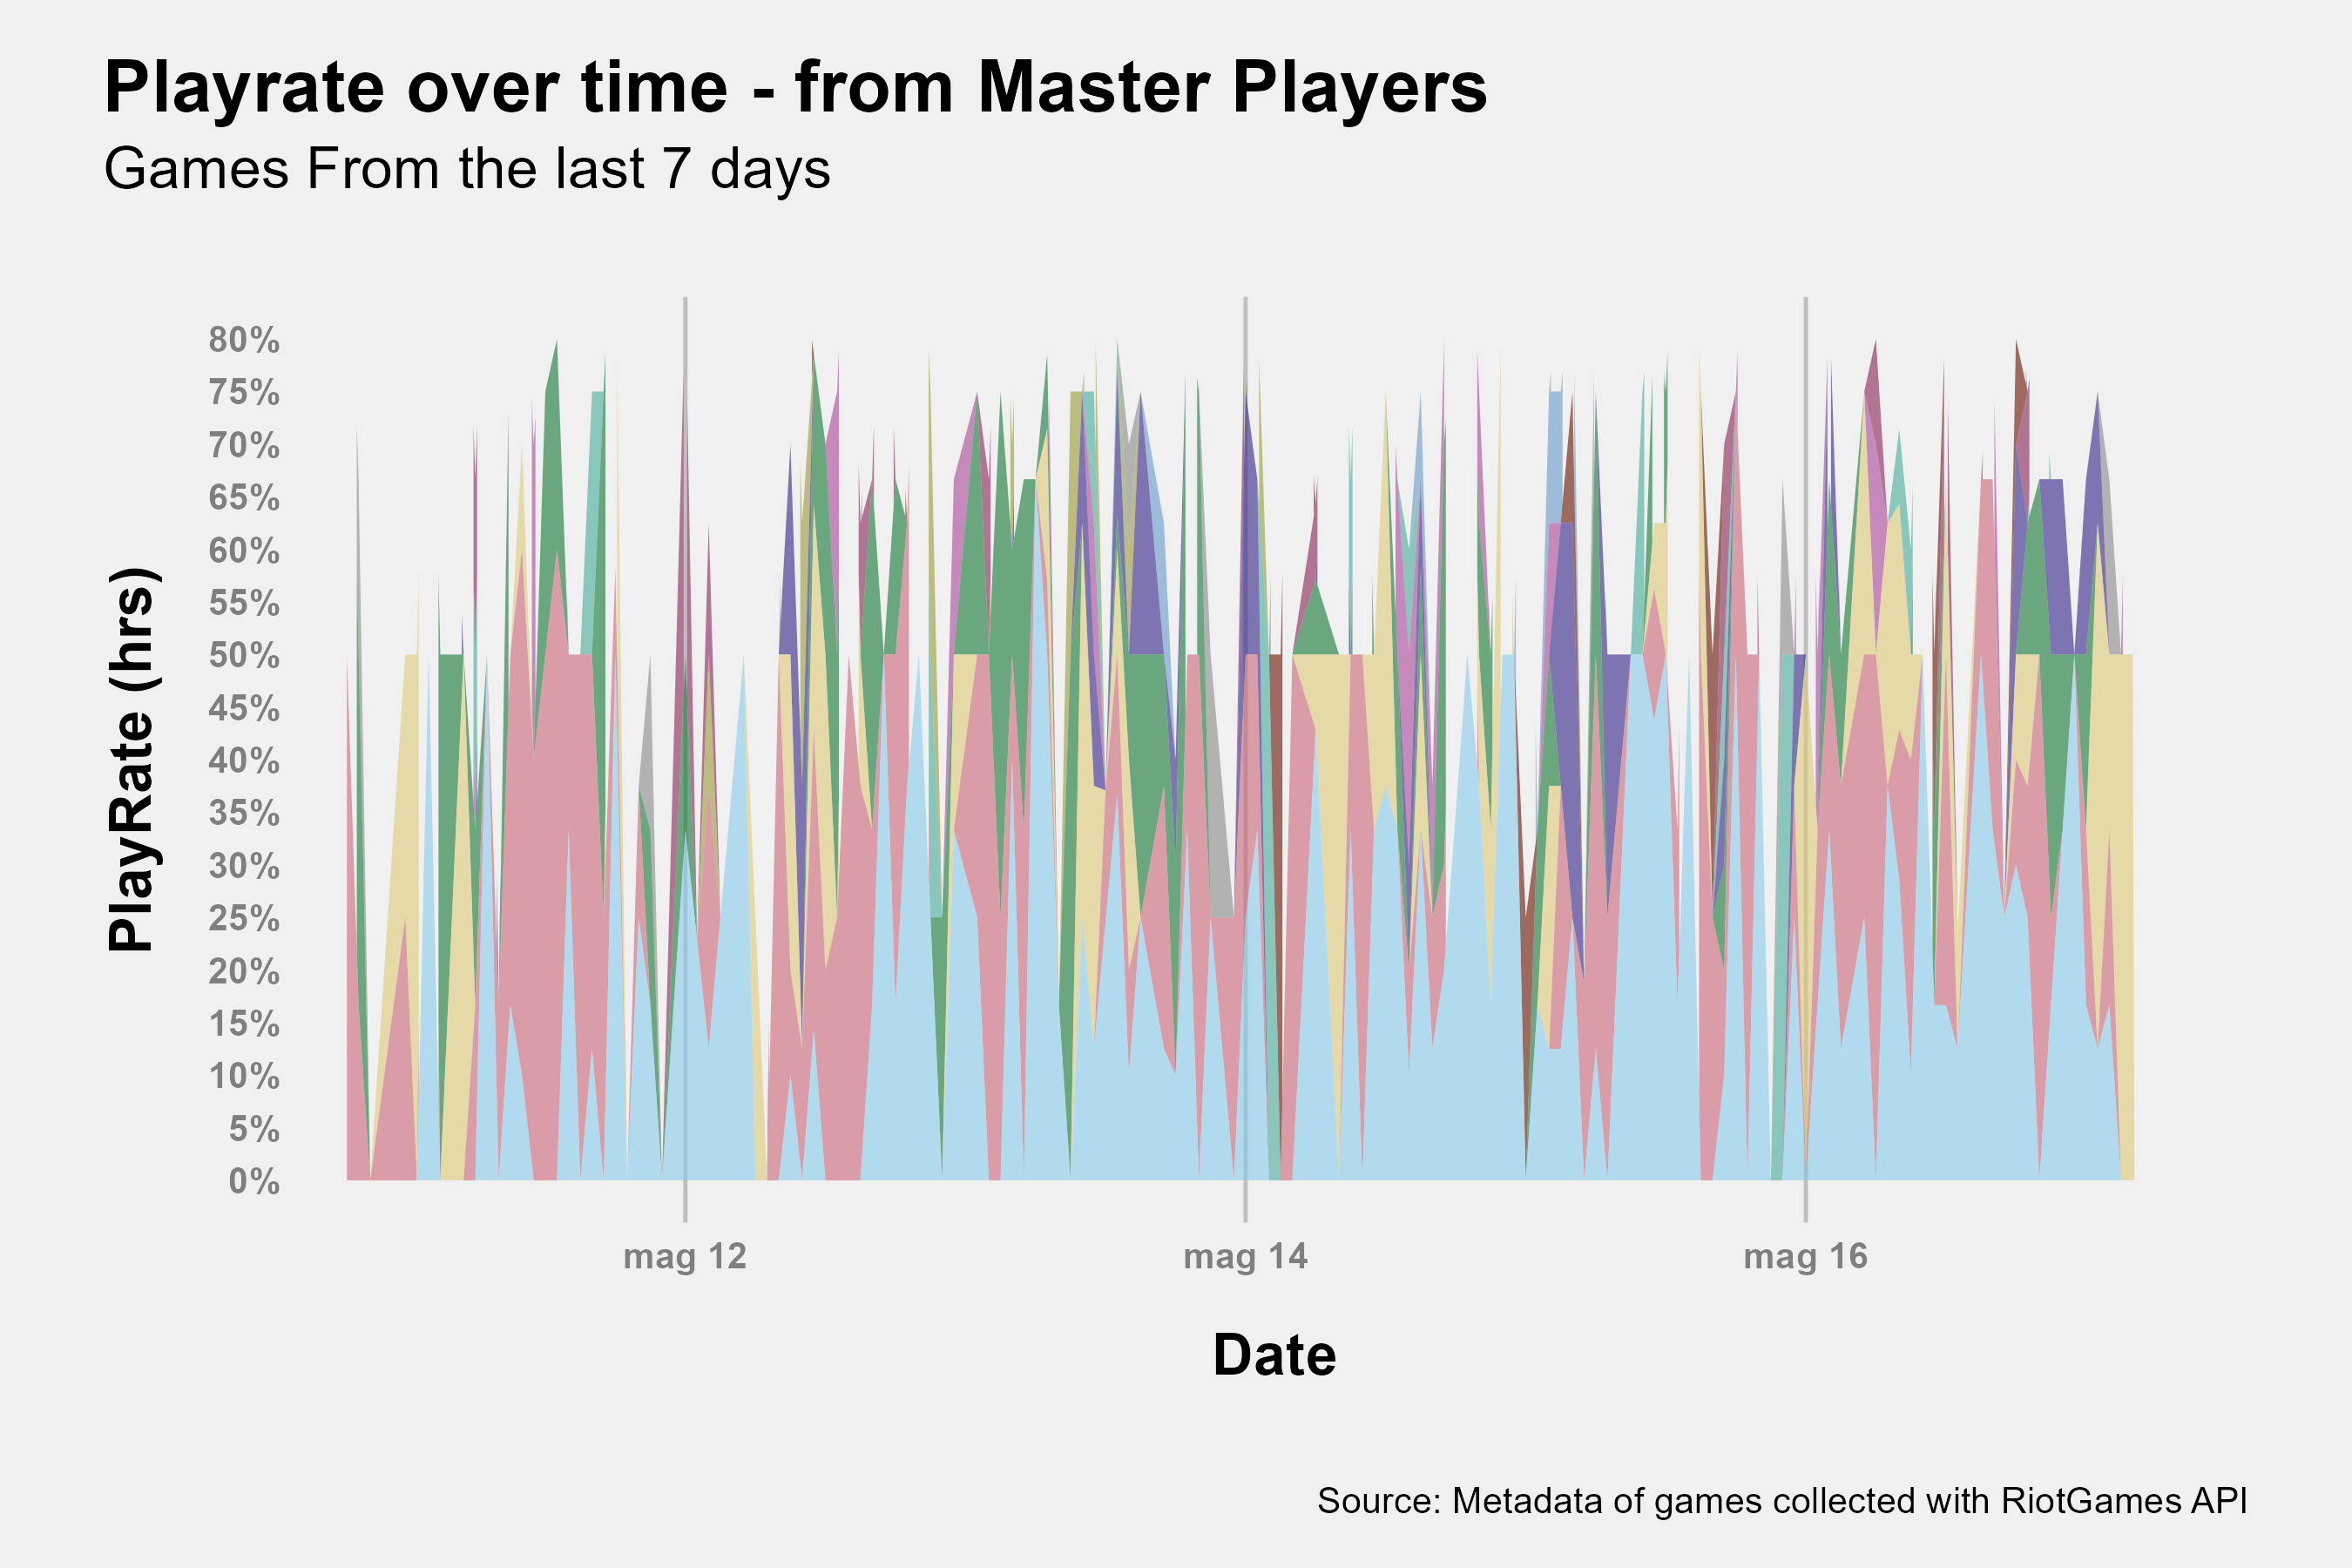 Playrate over time - from Master Players
Games From the last 7 days
PlayRate (hrs)
80%
75%
70%
65%
60%
55%
50%
45%
40%
35%
30%
25%
20%
15%
10%
5%
0%
mag 12
mag 14
mag 16
Date
Source: Metadata of games collected with RiotGames API